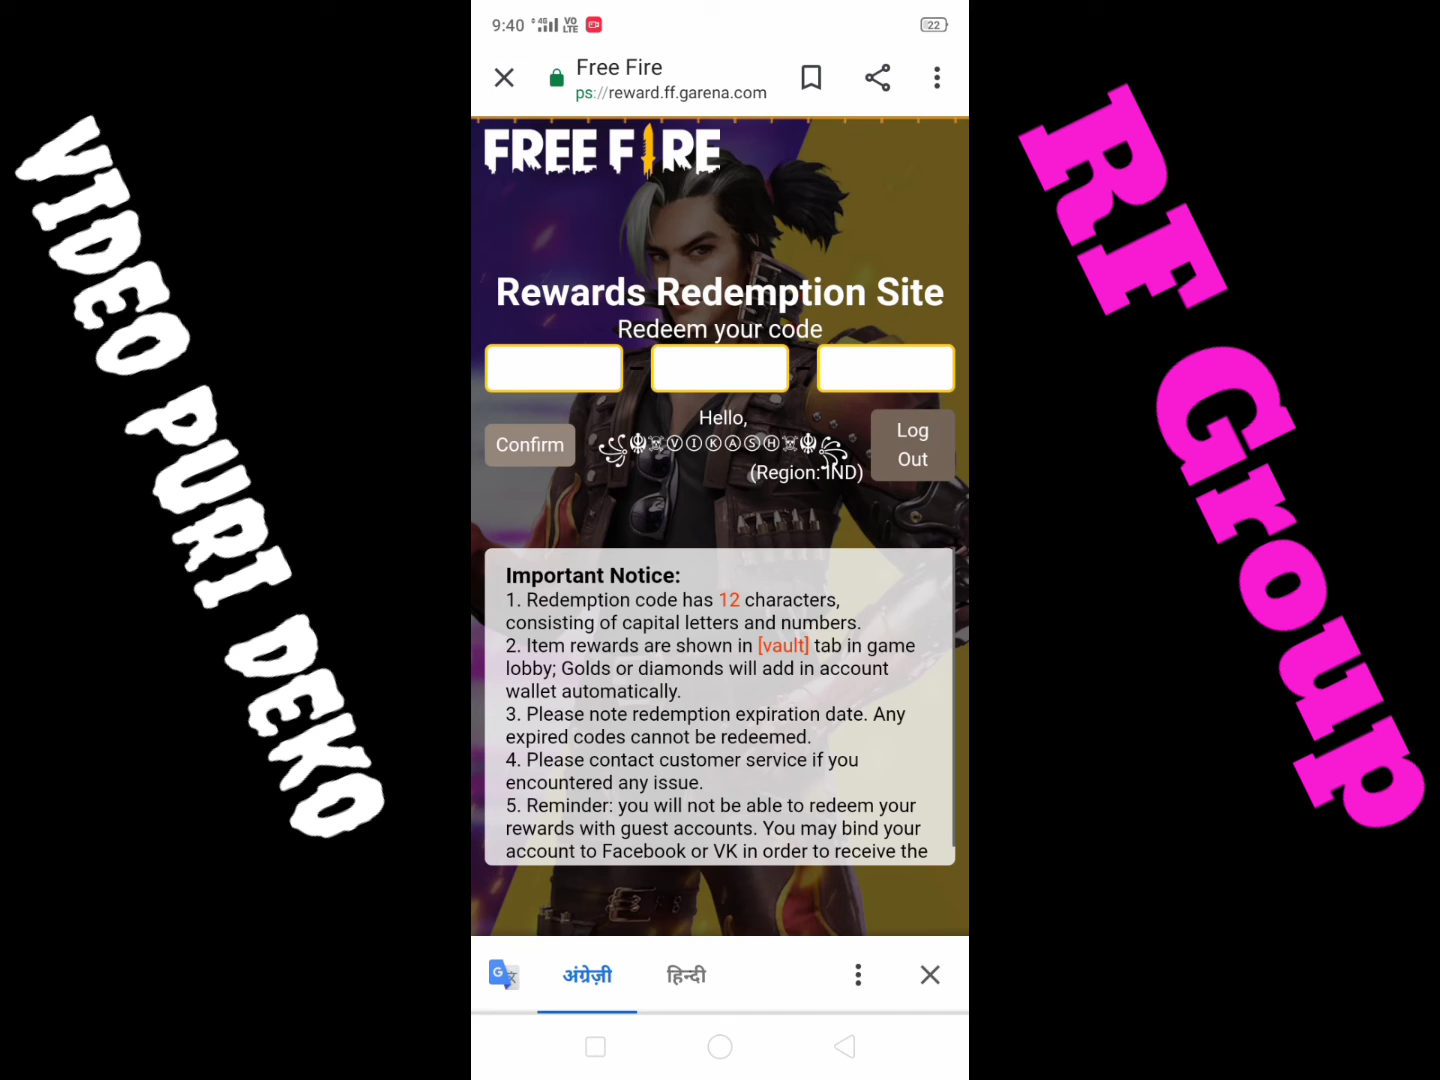 VIDEO PURI DEKO
RF Group
9:40 4G VO LTE 22
Free Fire
ps://reward.ff.garena.com
FREE FIRE
Rewards Redemption Site
Redeem your code
- -
Confirm
Hello,
꧁☬☠ⓋⒾⓀⒶⓈⒽ☠☬꧂
(Region: IND)
Log
Out
Important Notice:
1. Redemption code has 12 characters,
consisting of capital letters and numbers.
2. Item rewards are shown in [vault] tab in game
lobby; Golds or diamonds will add in account
wallet automatically.
3. Please note redemption expiration date. Any
expired codes cannot be redeemed.
4. Please contact customer service if you
encountered any issue.
5. Reminder: you will not be able to redeem your
rewards with guest accounts. You may bind your
account to Facebook or VK in order to receive the
अंग्रेज़ी हिन्दी